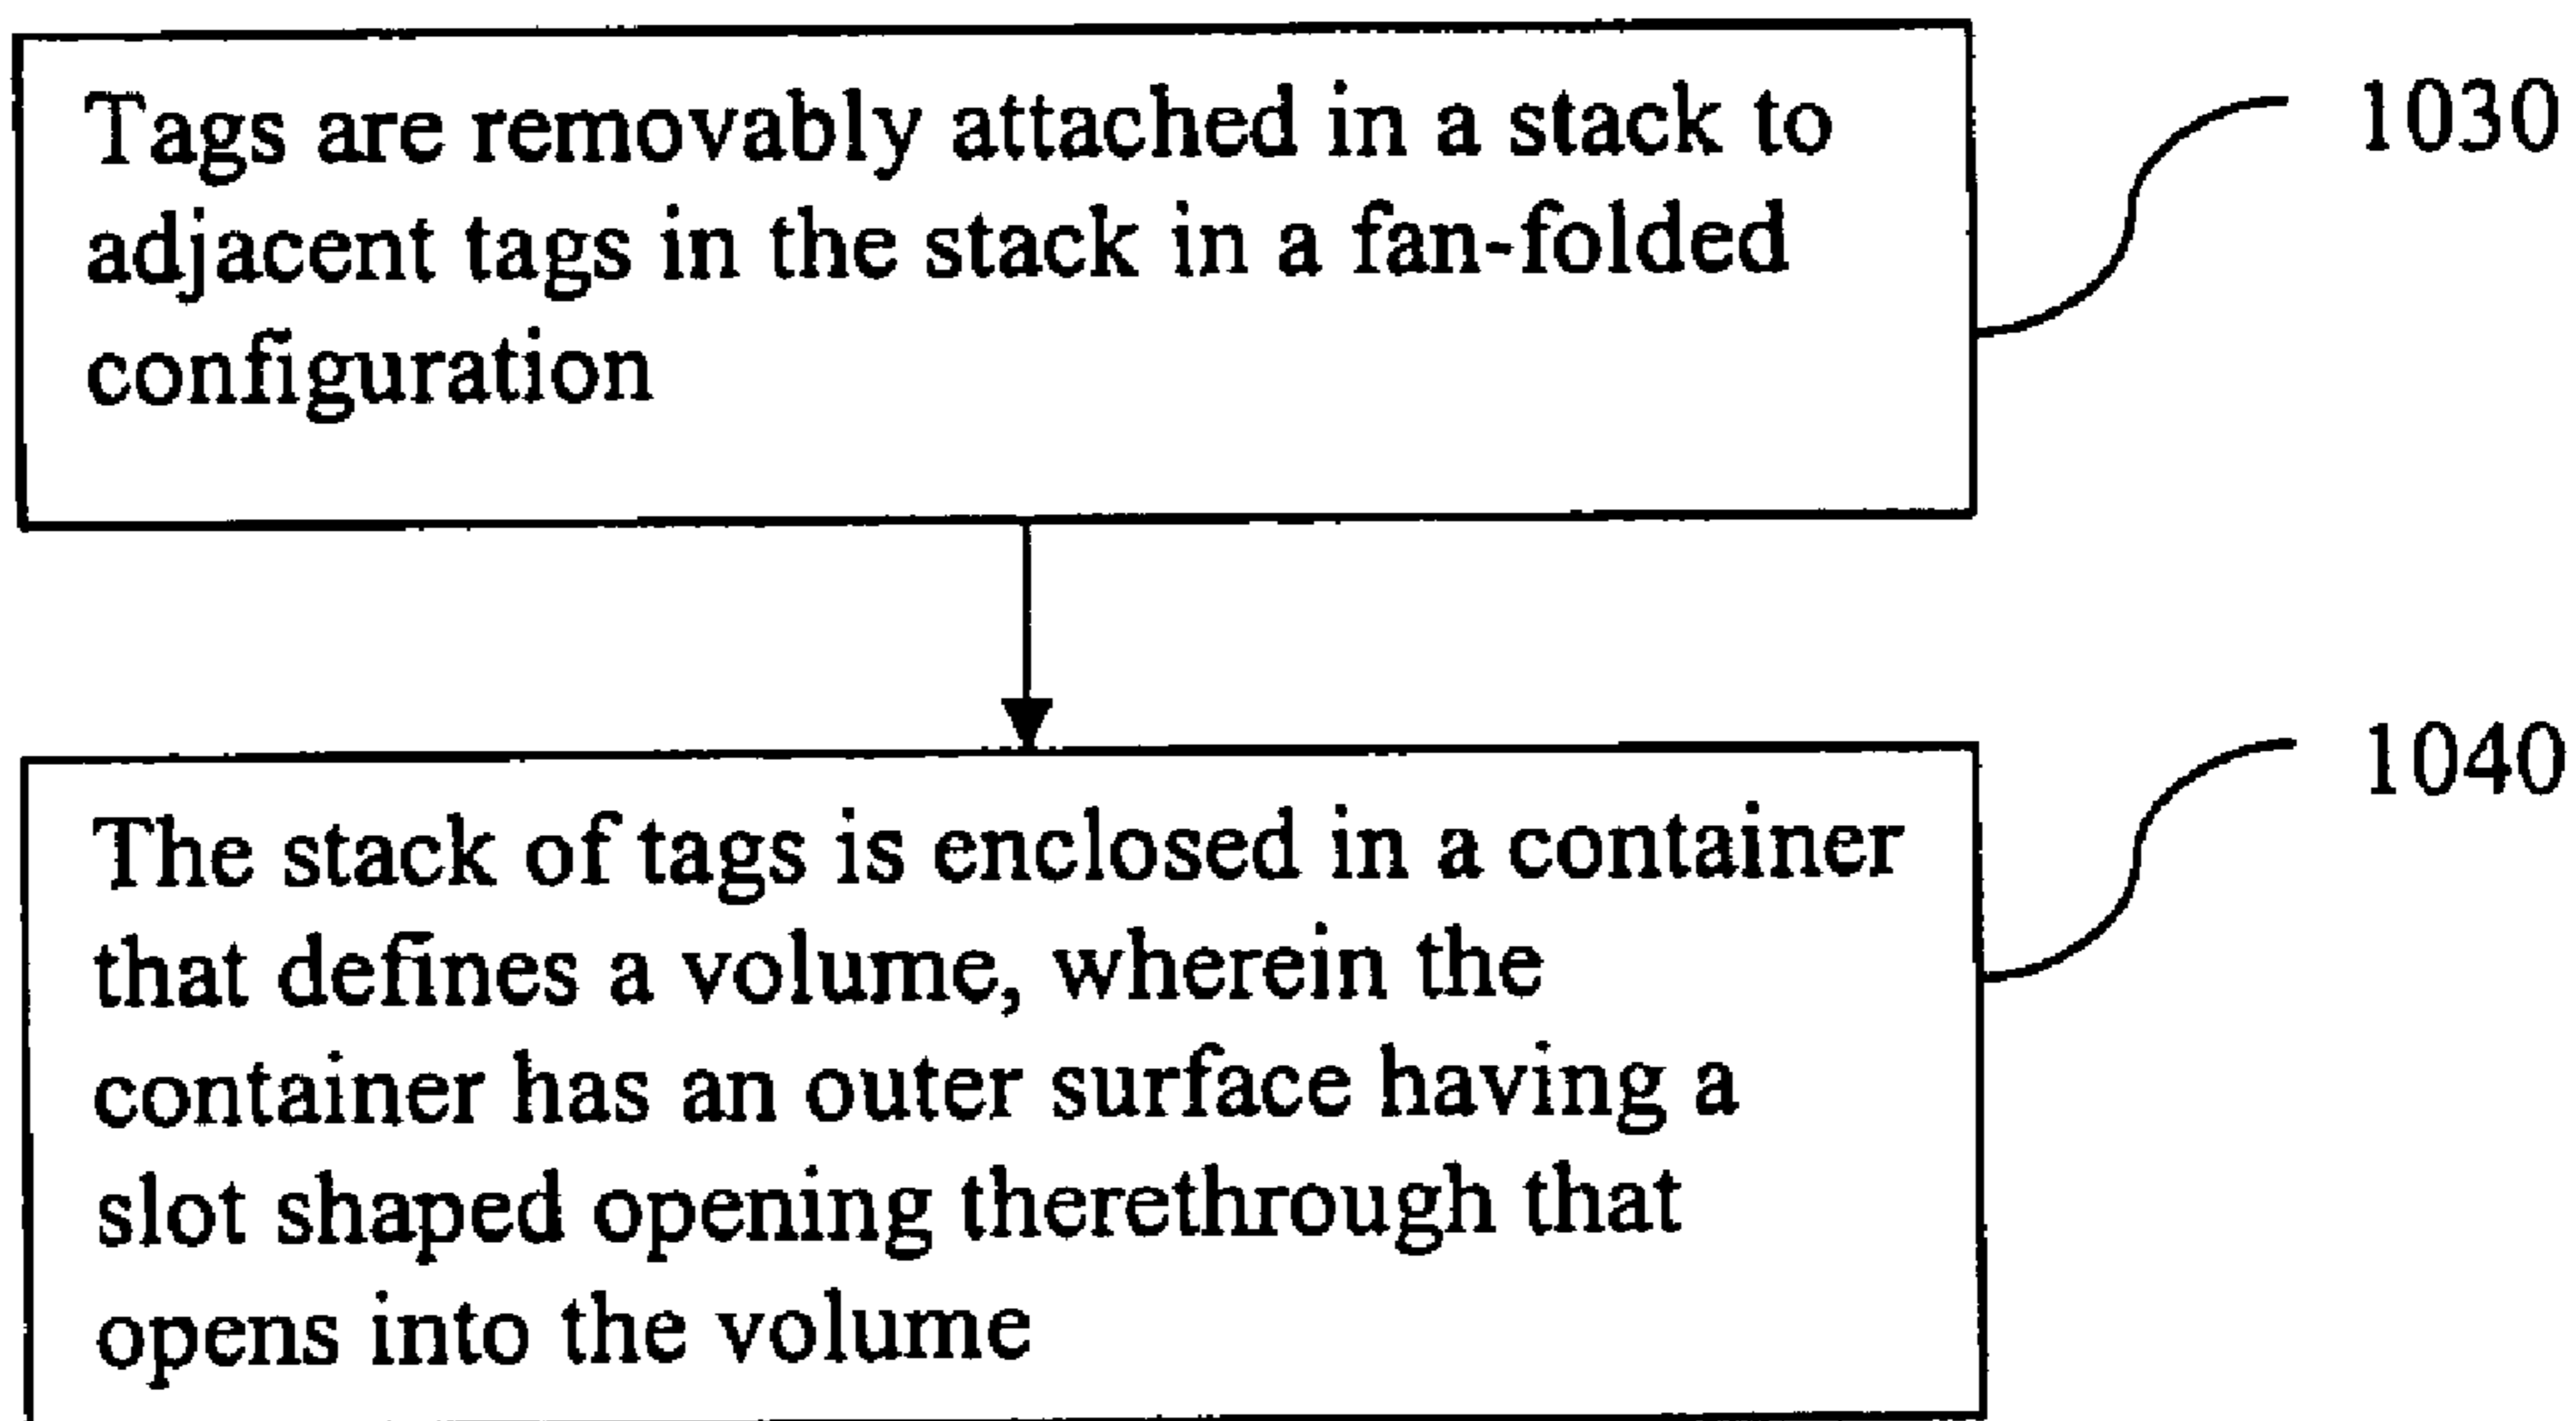 Tags are removably attached in a stack to
adjacent tags in the stack in a fan-folded
configuration
1030
The stack of tags is enclosed in a container
that defines a volume, wherein the
container has an outer surface having a
slot shaped opening therethrough that
opens into the volume
1040